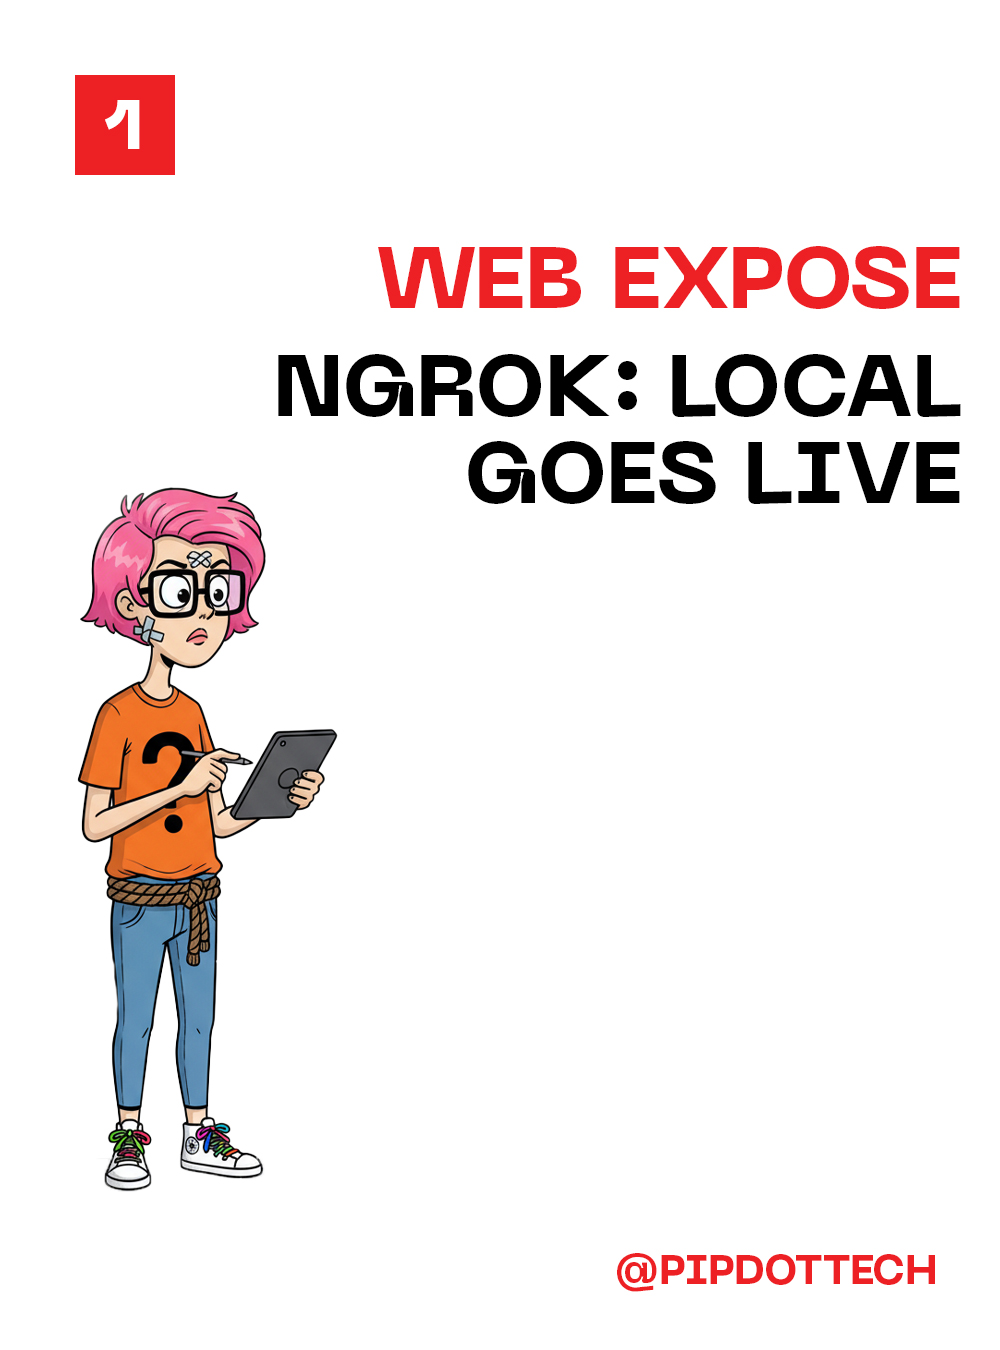 1
WEB EXPOSE
NGROK: LOCAL
GOES LIVE
?
@PIPDOTTECH